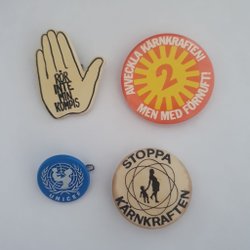 RÖR
INTE
MIN
KOMPIS
AVVECKLA KÄRNKRAFTEN!
2
MEN MED FÖRNUFT!
UNICEF
STOPPA
KÄRNKRAFTEN